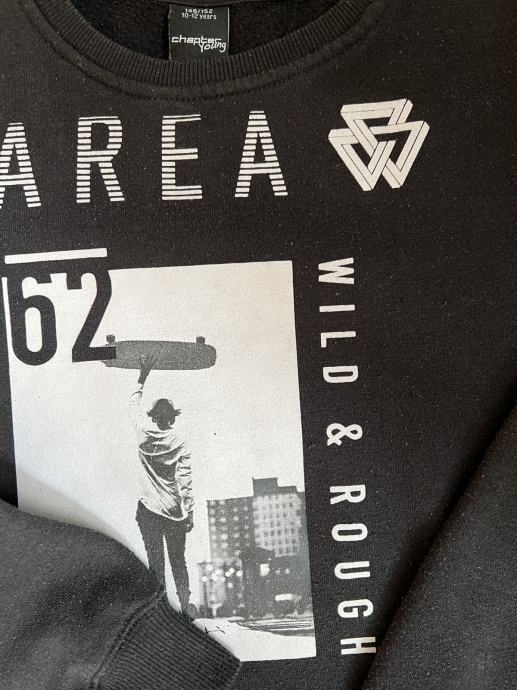 146/152
10-12 years
chapter
young
AREA
62
WILD & ROUGH